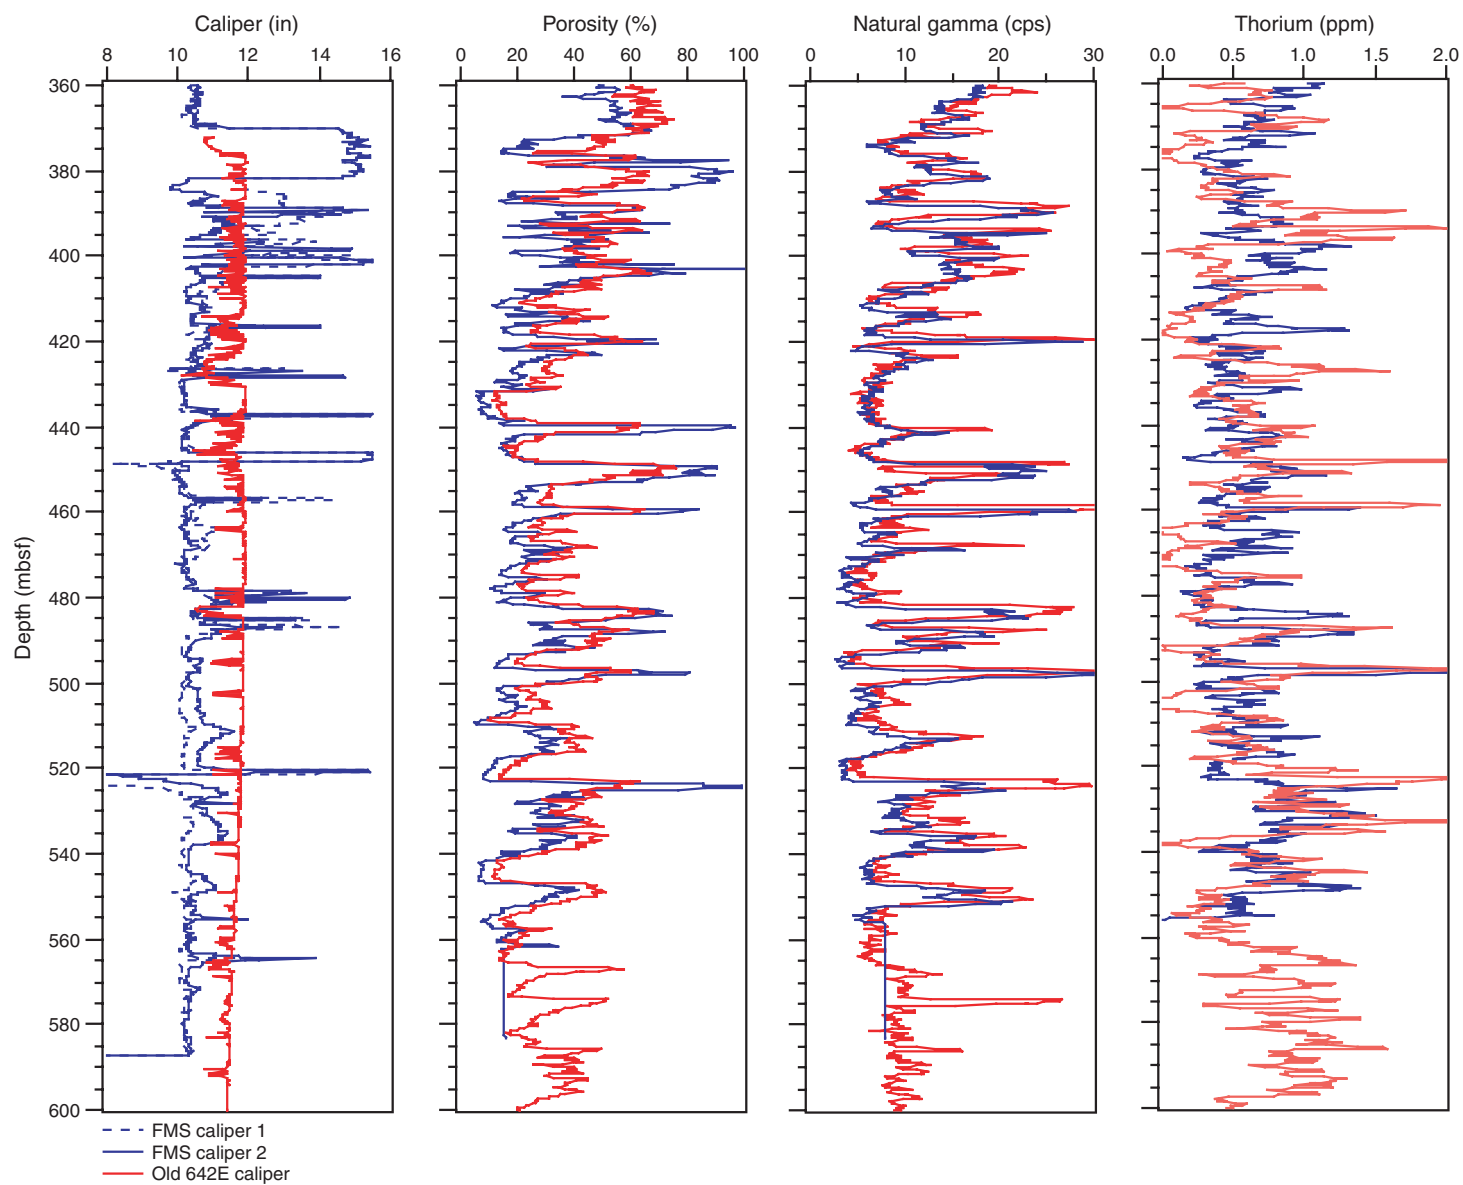 Caliper (in) Porosity (%) Natural gamma (cps) Thorium (ppm)
8 10 12 14 16 0 20 40 60 80 100 0 10 20 30 0.0 0.5 1.0 1.5 2.0
360
380
400
420
440
460
480
500
520
540
560
580
600
Depth (mbsf)
FMS caliper 1
FMS caliper 2
Old 642E caliper